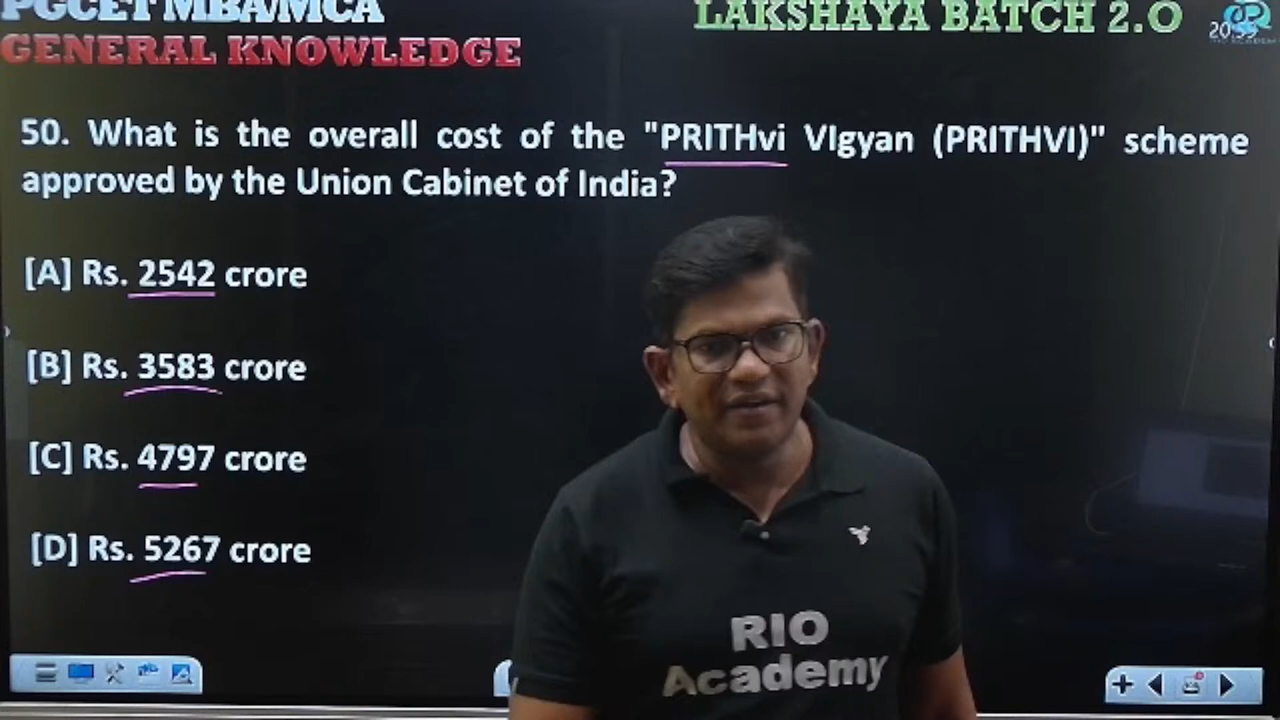 PGCET MBA/MCA
LAKSHAYA BATCH 2.O
GENERAL KNOWLEDGE
50. What is the overall cost of the "PRITHvi VIgyan (PRITHVI)" scheme
approved by the Union Cabinet of India?
[A] Rs. 2542 crore
[B] Rs. 3583 crore
[C] Rs. 4797 crore
[D] Rs. 5267 crore
RIO
Academy